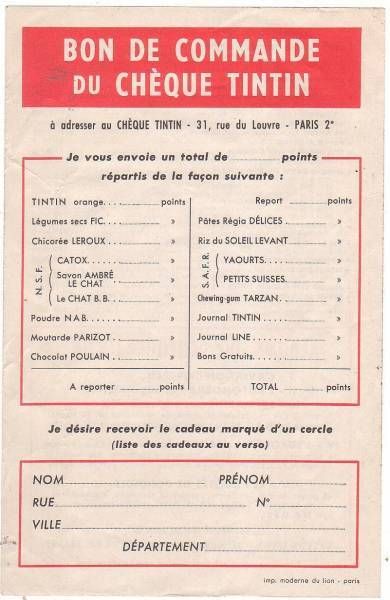 BON DE COMMANDE
DU CHÈQUE TINTIN
à adresser au CHÈQUE TINTIN - 31, rue du Louvre - PARIS 2e
Je vous envoie un total de ........ points
répartis de la façon suivante :
TINTIN orange........ points
Légumes secs FIC........ »
Chicorée LEROUX........ »
N. S. F.
CATOX........ »
Savon AMBRÉ
LE CHAT »
Le CHAT B. B........ »
Poudre N A B........ »
Moutarde PARIZOT........ »
Chocolat POULAIN........ »
A reporter ........ points
Report ........ points
Pâtes Régia DÉLICES........ »
Riz du SOLEIL LEVANT........ »
S. A. F. R.
YAOURTS........ »
PETITS SUISSES........ »
Chewing-gum TARZAN........ »
Journal TINTIN........ »
Journal LINE........ »
Bons Gratuits........ »
TOTAL ........ points
Je désire recevoir le cadeau marqué d'un cercle
(liste des cadeaux au verso)
NOM........ PRÉNOM........
RUE........ N°........
VILLE........
DÉPARTEMENT........
imp. moderne du lion - paris